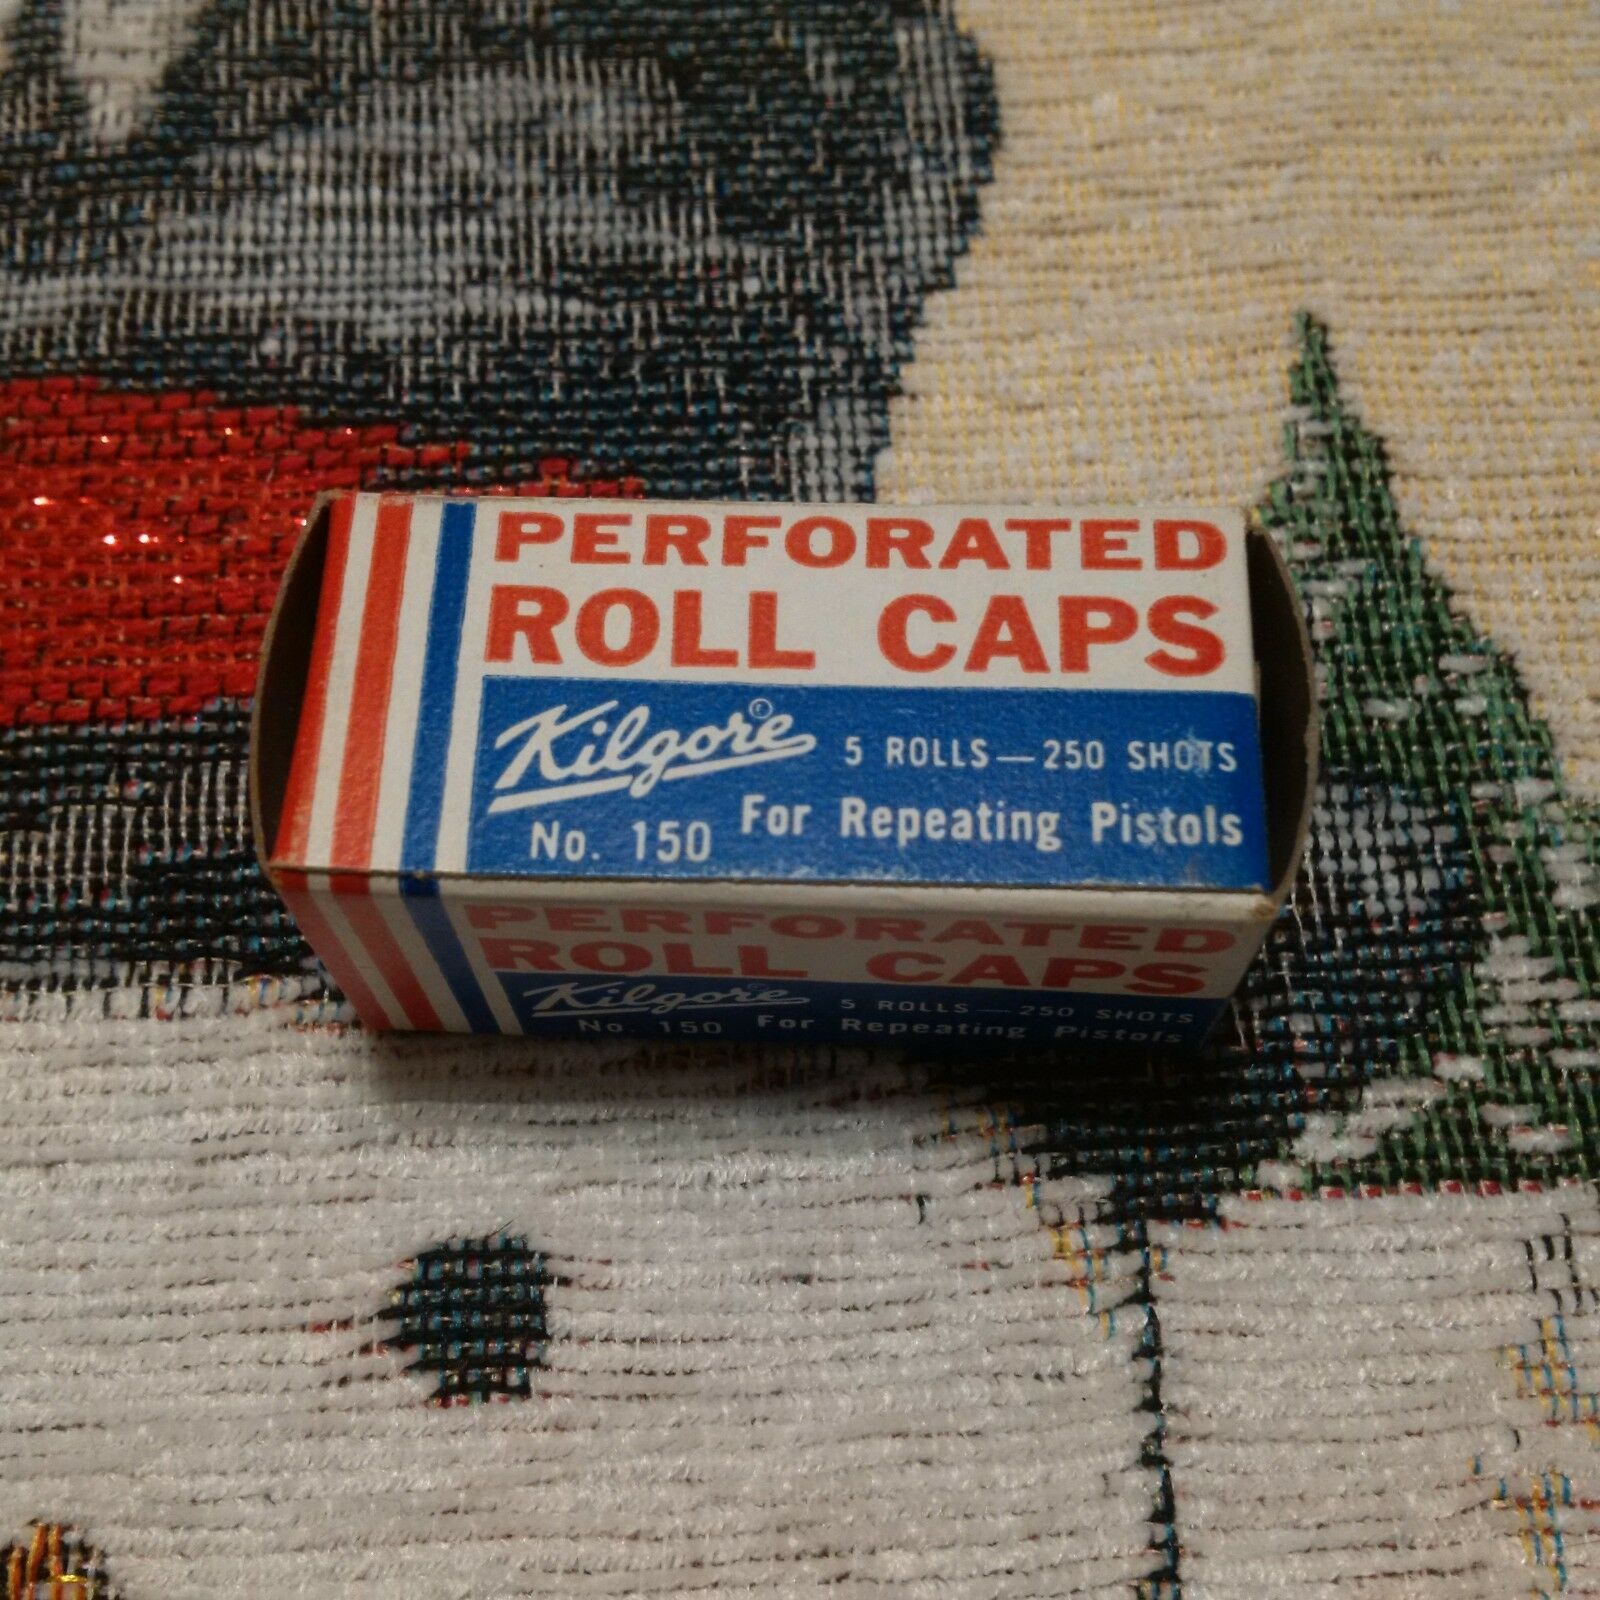 PERFORATED
ROLL CAPS
Kilgore 5 ROLLS—250 SHOTS
No. 150 For Repeating Pistols
PERFORATED
ROLL CAPS
Kilgore 5 ROLLS—250 SHOTS
No. 150 For Repeating Pistols